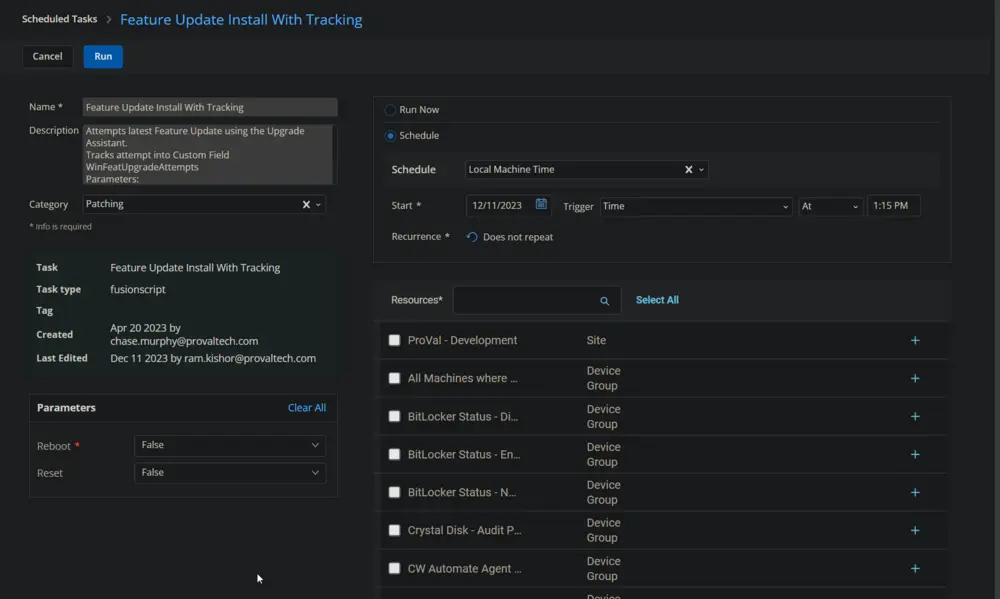 Scheduled Tasks > Feature Update Install With Tracking
Cancel
Run
Name *
Feature Update Install With Tracking
Description
Attempts latest Feature Update using the Upgrade
Assistant.
Tracks attempt into Custom Field
WinFeatUpgradeAttempts
Parameters:
Category
Patching
* Info is required
Task
Feature Update Install With Tracking
Task type
fusionscript
Tag
Created
Apr 20 2023 by
chase.murphy@provaltech.com
Last Edited
Dec 11 2023 by ram.kishor@provaltech.com
Parameters
Clear All
Reboot *
False
Reset
False
Run Now
Schedule
Schedule
Local Machine Time
Start *
12/11/2023
Trigger
Time
At
1:15 PM
Recurrence *
Does not repeat
Resources*
Select All
ProVal - Development
Site
All Machines where ...
Device
Group
BitLocker Status - Di...
Device
Group
BitLocker Status - En...
Device
Group
BitLocker Status - N...
Device
Group
Crystal Disk - Audit P...
Device
Group
CW Automate Agent ...
Device
Group
Device